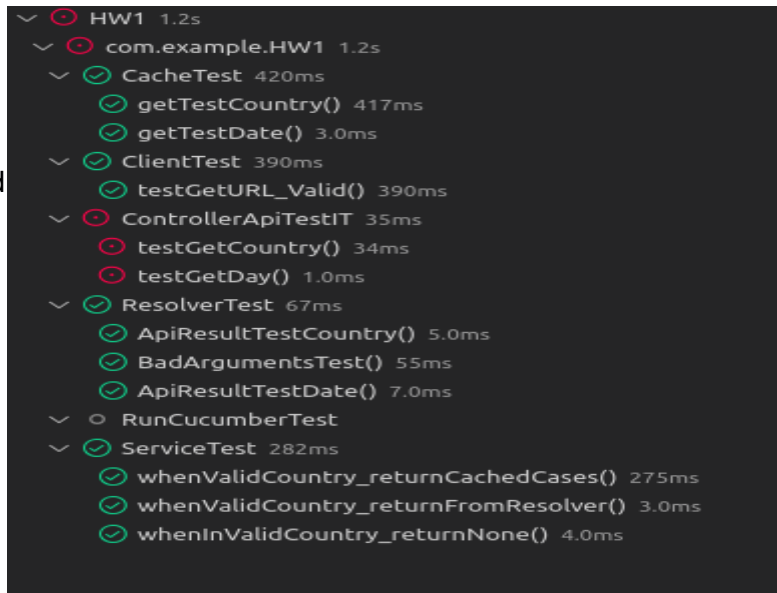 HW1 1.2s
com.example.HW1 1.2s
CacheTest 420ms
getTestCountry() 417ms
getTestDate() 3.0ms
ClientTest 390ms
d
testGetURL_Valid() 390ms
ControllerApiTestIT 35ms
testGetCountry() 34ms
testGetDay() 1.0ms
ResolverTest 67ms
ApiResultTestCountry() 5.0ms
BadArgumentsTest() 55ms
ApiResultTestDate() 7.0ms
RunCucumberTest
ServiceTest 282ms
whenValidCountry_returnCachedCases() 275ms
whenValidCountry_returnFromResolver() 3.0ms
whenInValidCountry_returnNone() 4.0ms